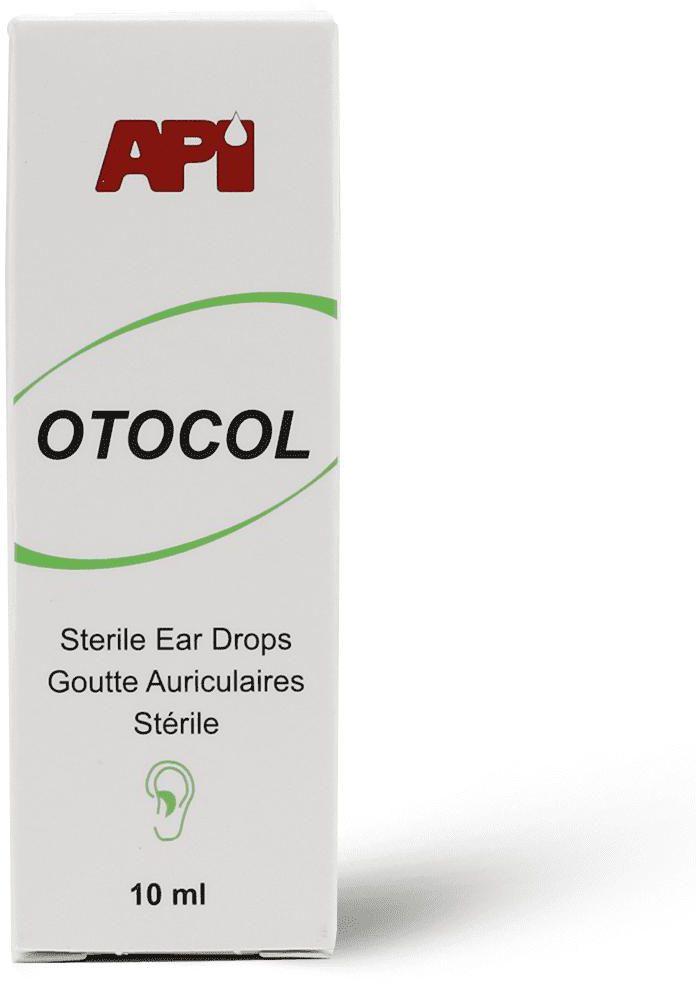 API
OTOCOL
Sterile Ear Drops
Goutte Auriculaires
Stérile
10 ml